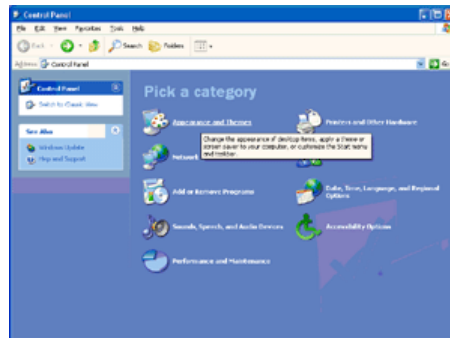 Control Panel
File Edit View Favorites Tools Help
Back Search Folders
Address Control Panel Go
Control Panel
Switch to Classic View
See Also
Windows Update
Help and Support
Pick a category
Appearance and Themes
Printers and Other Hardware
Change the appearance of desktop items, apply a theme or
screen saver to your computer, or customize the Start menu
and taskbar.
Network
Add or Remove Programs
Date, Time, Language, and Regional
Options
Sounds, Speech, and Audio Devices
Accessibility Options
Performance and Maintenance